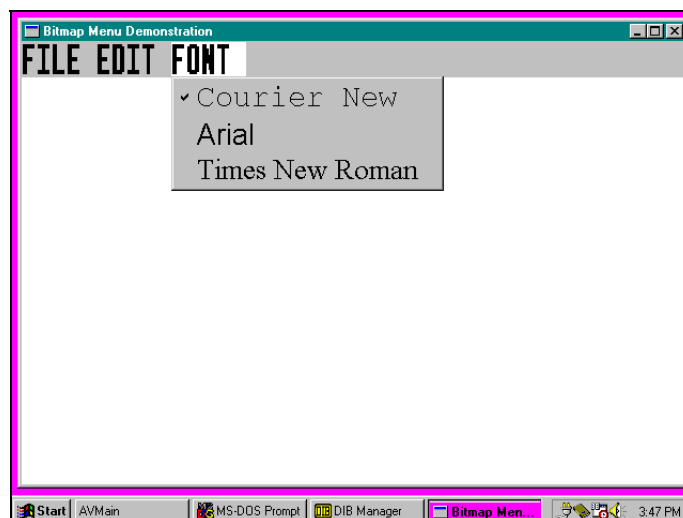 Bitmap Menu Demonstration
FILE EDIT FONT
Courier New
Arial
Times New Roman
Start AVMain MS-DOS Prompt DIB DIB Manager Bitmap Men... 3:47 PM